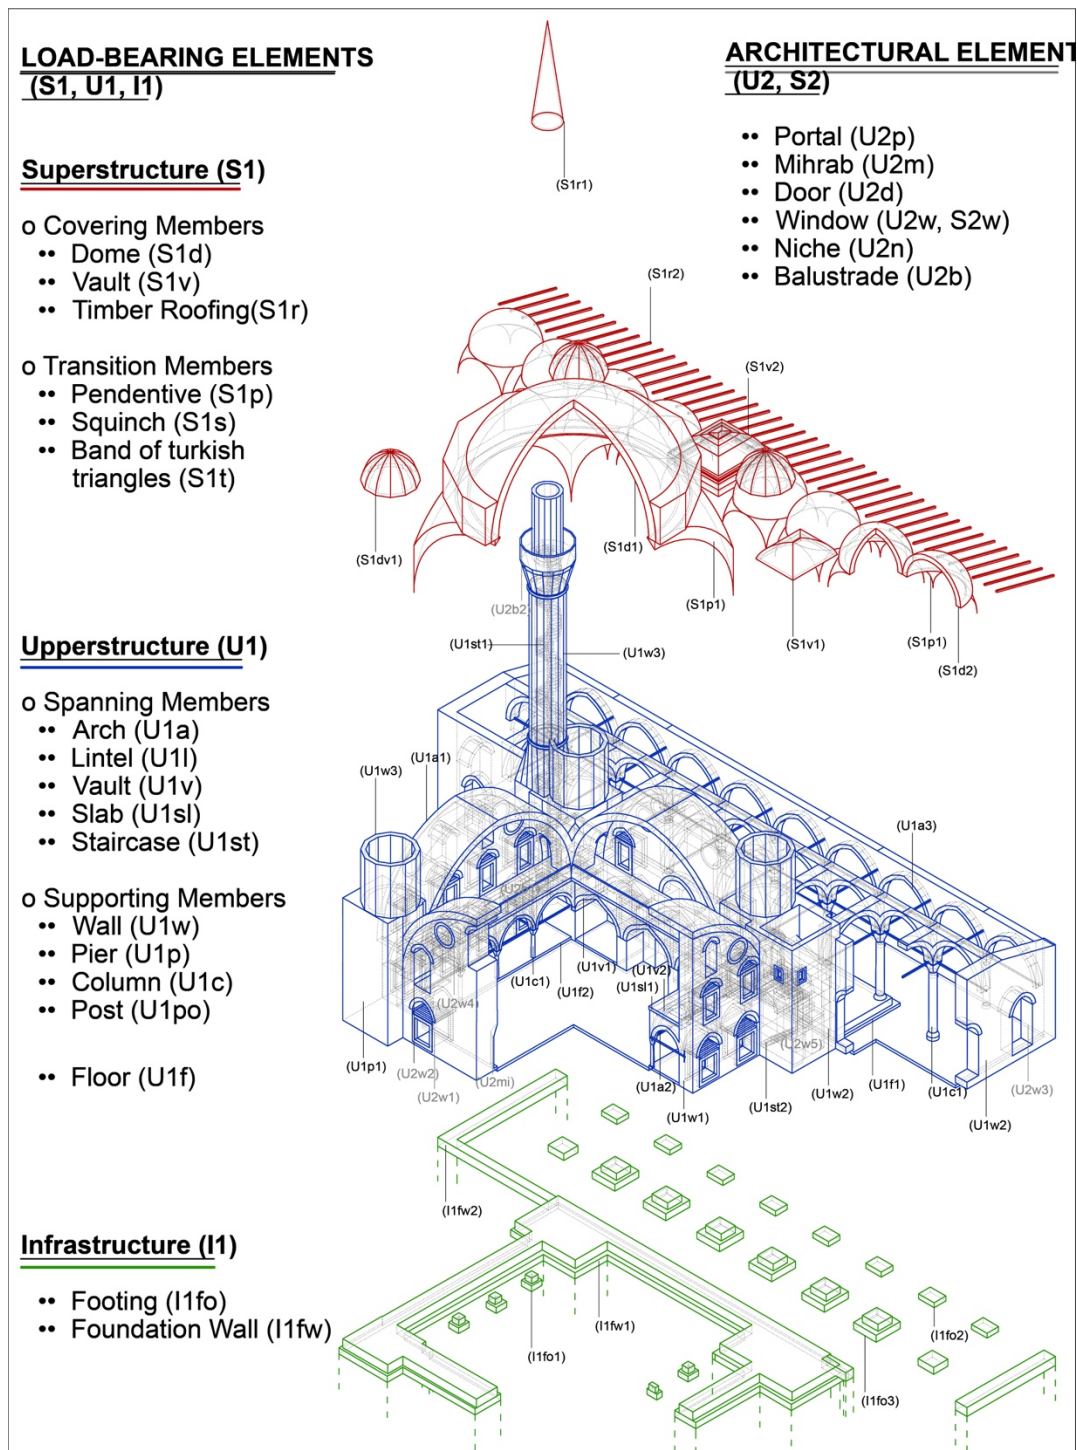 LOAD-BEARING ELEMENTS
(S1, U1, I1)
ARCHITECTURAL ELEMENT
(U2, S2)
•• Portal (U2p)
•• Mihrab (U2m)
•• Door (U2d)
•• Window (U2w, S2w)
•• Niche (U2n)
•• Balustrade (U2b)
Superstructure (S1)
o Covering Members
•• Dome (S1d)
•• Vault (S1v)
•• Timber Roofing(S1r)
o Transition Members
•• Pendentive (S1p)
•• Squinch (S1s)
•• Band of turkish
triangles (S1t)
(S1r1)
(S1r2)
(S1v2)
(S1dv1)
(S1d1)
(S1p1)
(S1v1)
(S1p1)
(S1d2)
Upperstructure (U1)
o Spanning Members
•• Arch (U1a)
•• Lintel (U1l)
•• Vault (U1v)
•• Slab (U1sl)
•• Staircase (U1st)
o Supporting Members
•• Wall (U1w)
•• Pier (U1p)
•• Column (U1c)
•• Post (U1po)
•• Floor (U1f)
(U2b2)
(U1st1)
(U1w3)
(U1w3)
(U1a1)
(U1a3)
(U1c1)
(U1f2)
(U1v1)
(U1v2)
(U1sl1)
(U2w4)
(U2w5)
(U1p1)
(U2w2)
(U2w1)
(U2mi)
(U1a2)
(U1w1)
(U1st2)
(U1w2)
(U1f1)
(U1c1)
(U1w2)
(U2w3)
Infrastructure (I1)
•• Footing (I1fo)
•• Foundation Wall (I1fw)
(I1fw2)
(I1fw1)
(I1fo1)
(I1fo2)
(I1fo3)